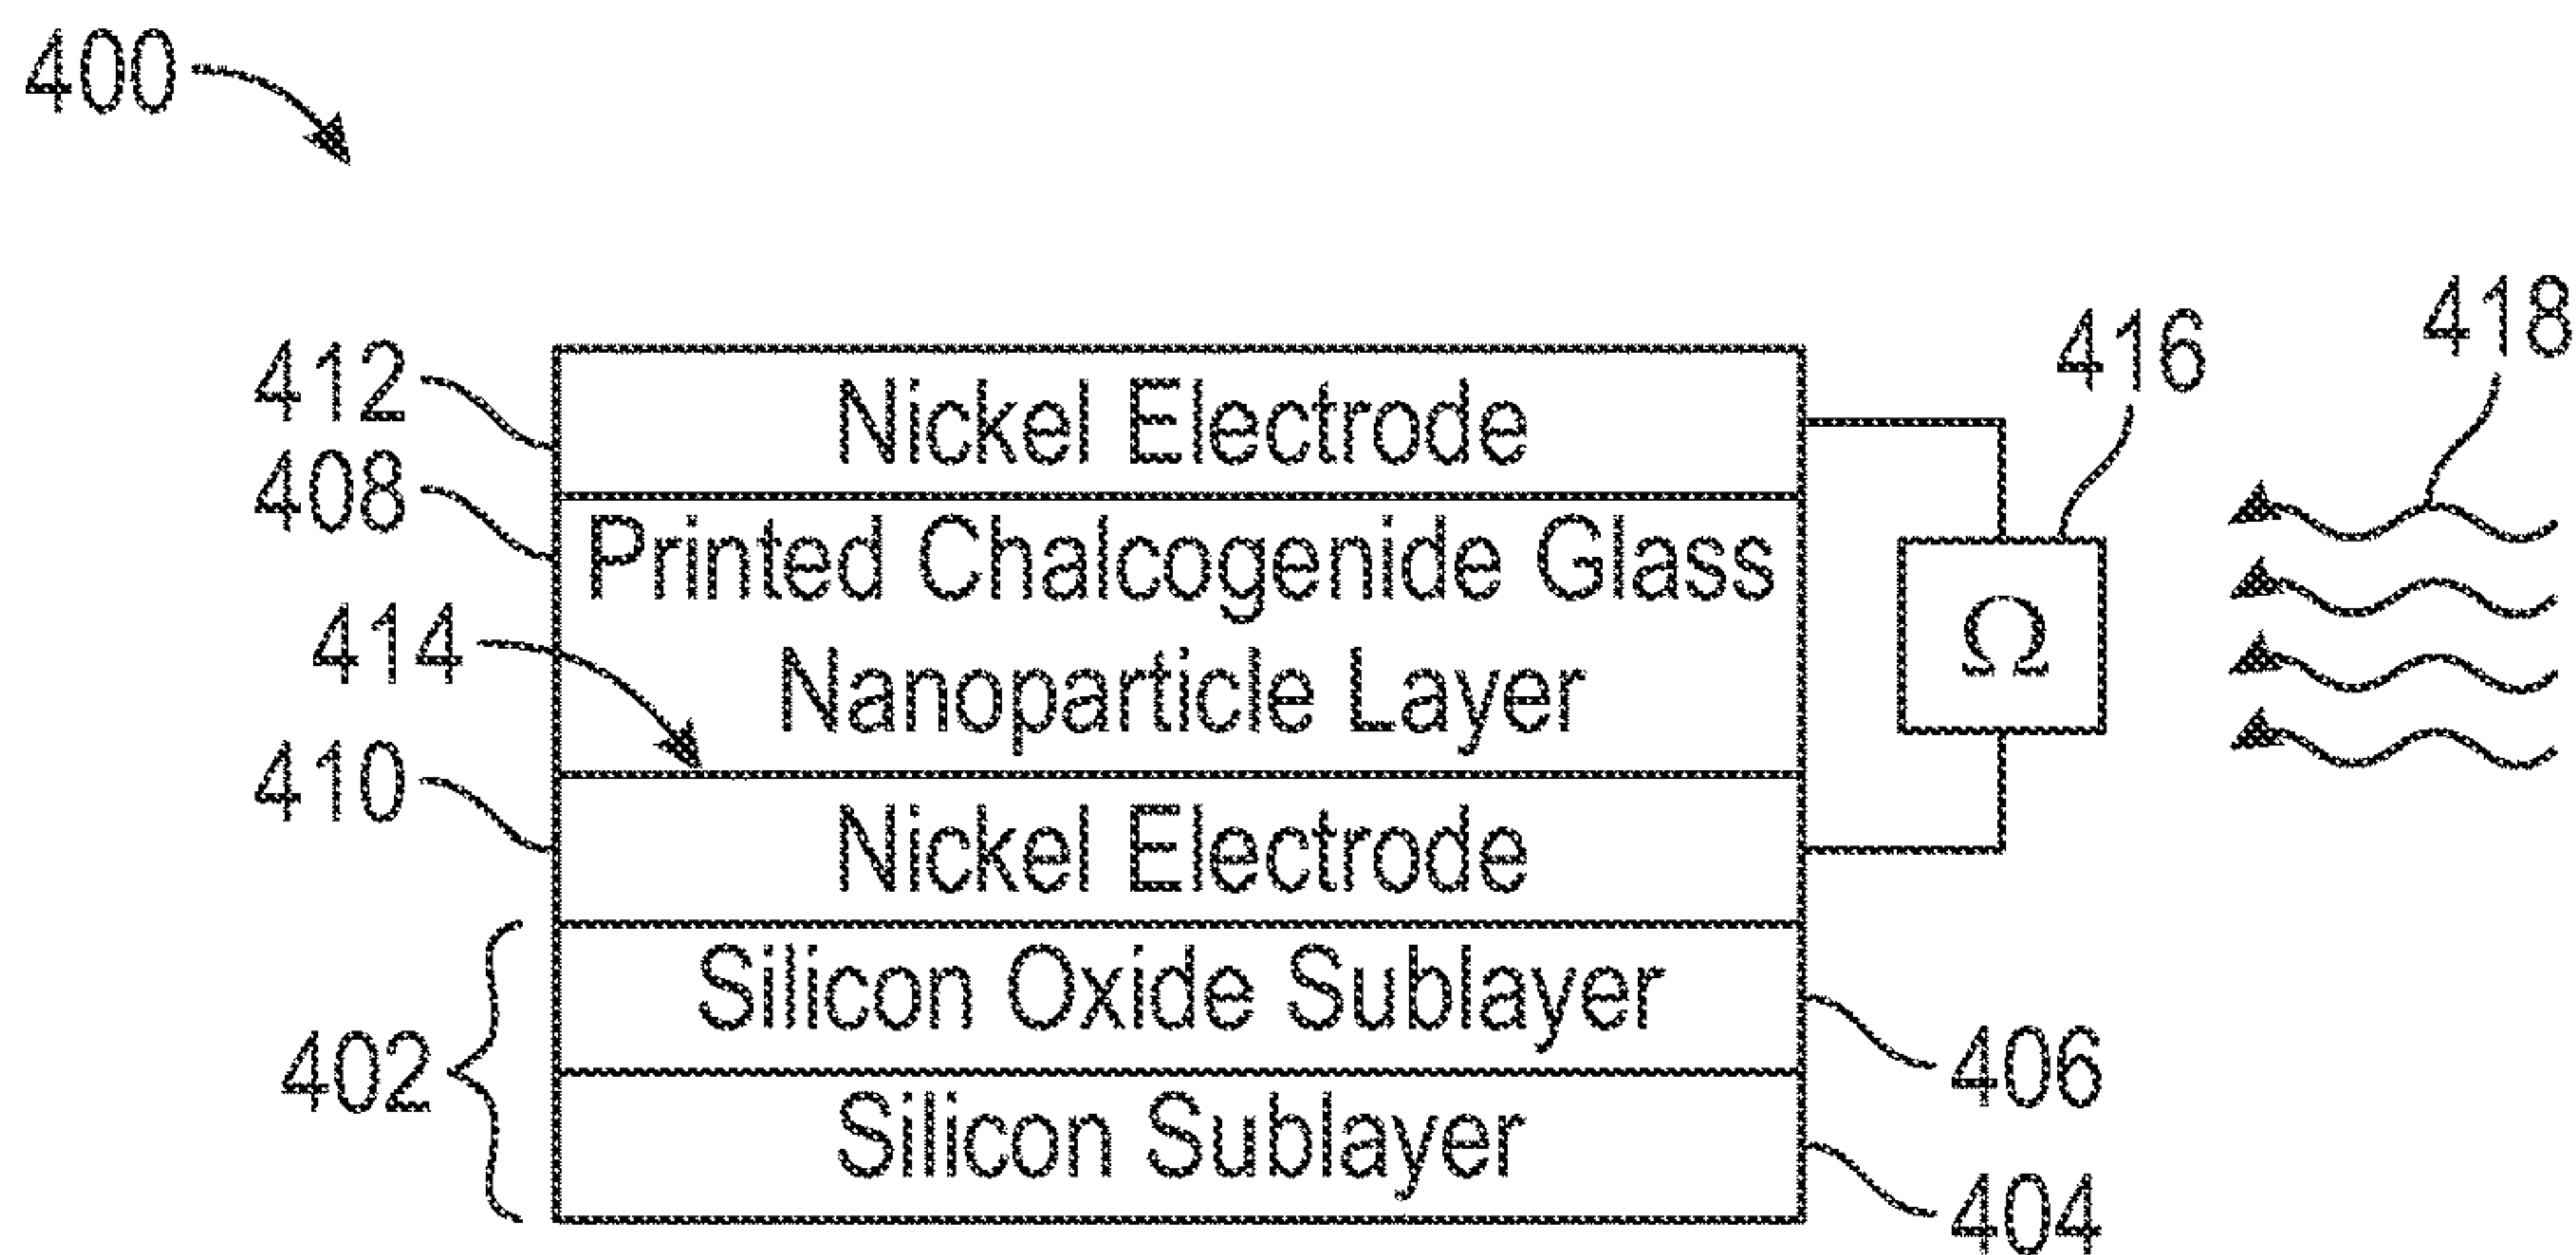 400
418
416
412
Nickel Electrode
408
Printed Chalcogenide Glass
Nanoparticle Layer
414
Ω
410
Nickel Electrode
Silicon Oxide Sublayer
402
406
Silicon Sublayer
404